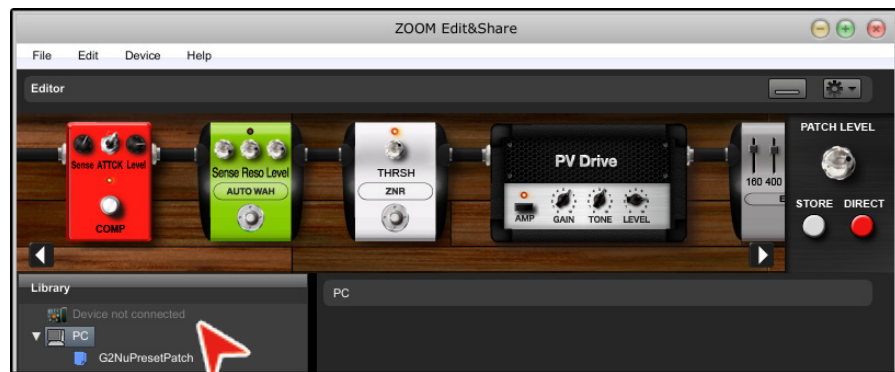 ZOOM Edit&Share
File Edit Device Help
Editor
PATCH LEVEL
Sense ATTCK Level
COMP
Sense Reso Level
AUTO WAH
THRSH
ZNR
PV Drive
AMP GAIN TONE LEVEL
160 400
STORE DIRECT
Library
Device not connected
PC
G2NuPresetPatch
PC